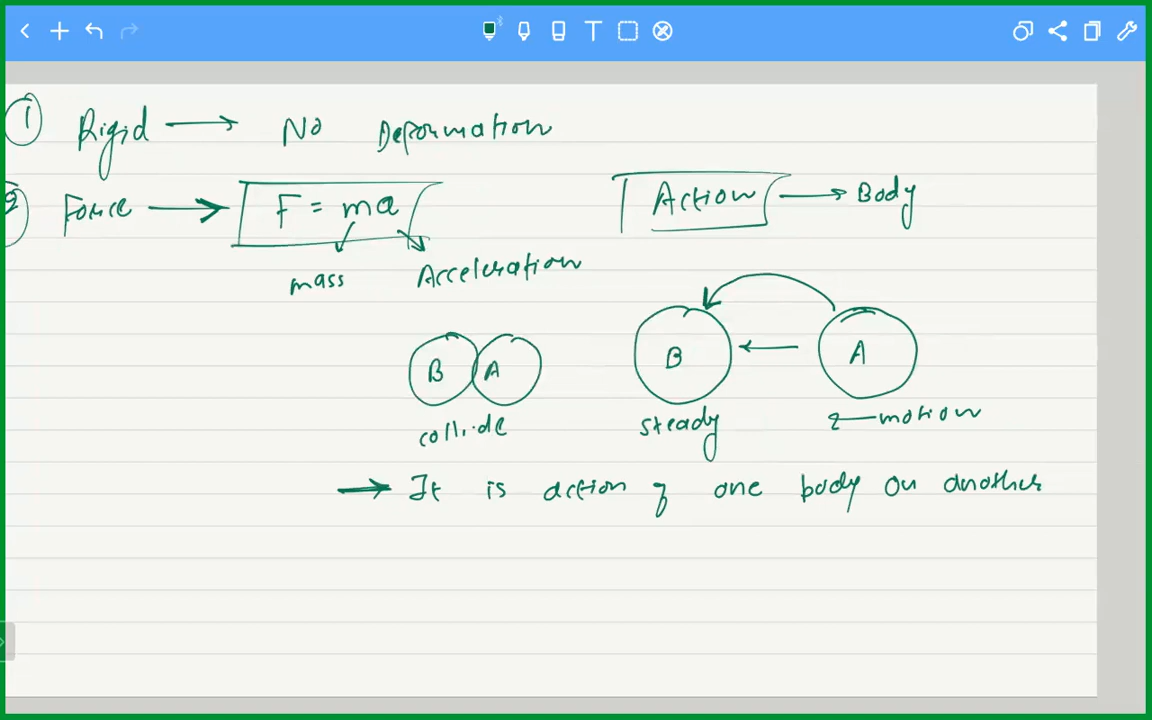 ① Rigid → No Deformation
② Force → F = ma Action → Body
mass Acceleration
B A B A
collide steady motion
→ It is action of one body on another